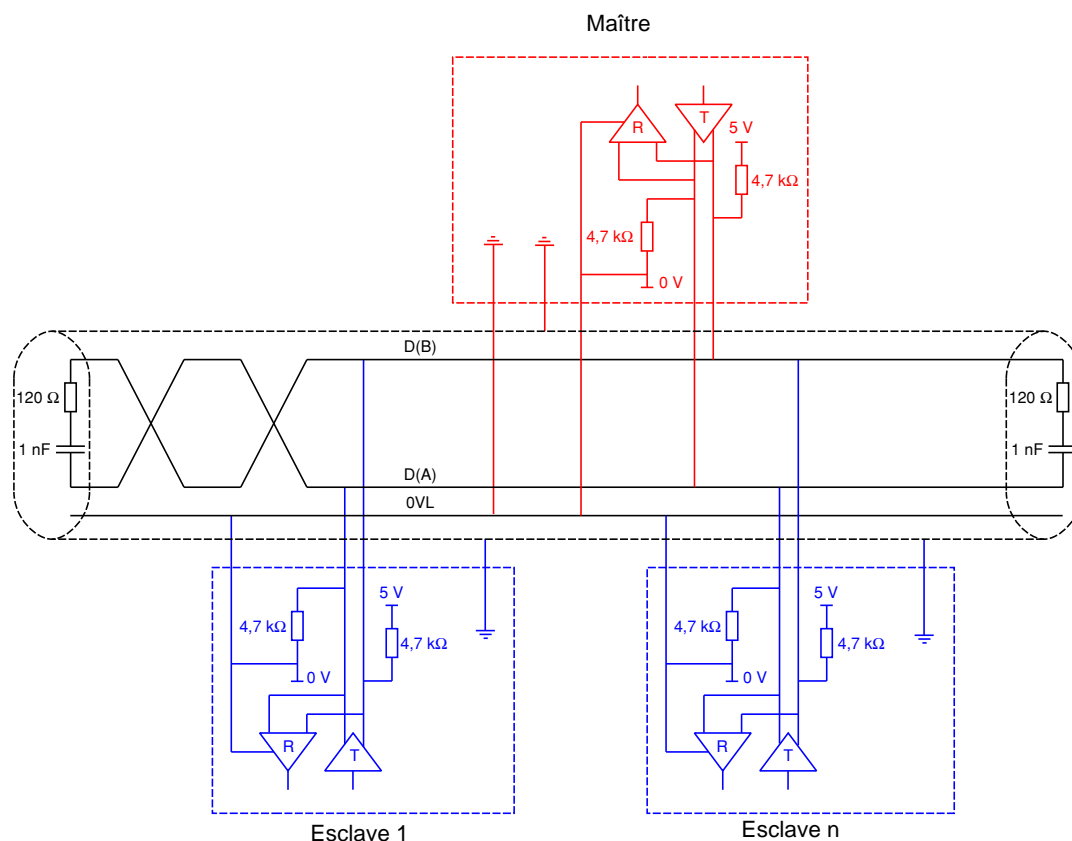 Maître
R
T
5 V
4,7 kΩ
4,7 kΩ
0 V
D(B)
120 Ω
1 nF
120 Ω
1 nF
D(A)
0VL
5 V
4,7 kΩ
4,7 kΩ
0 V
R
T
5 V
4,7 kΩ
4,7 kΩ
0 V
R
T
Esclave 1
Esclave n